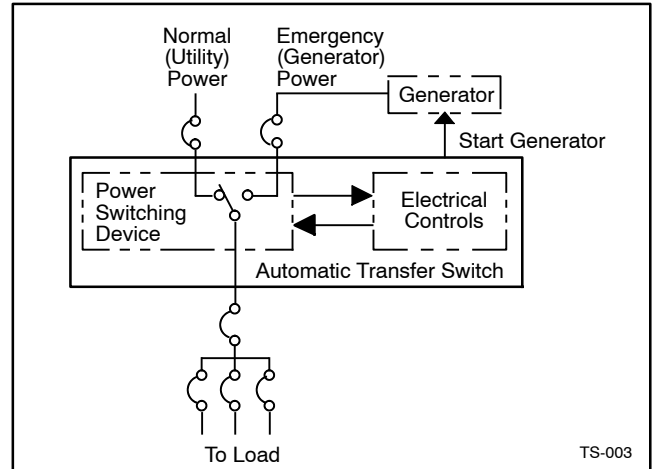 Normal
(Utility)
Power
Emergency
(Generator)
Power
Generator
Start Generator
Power
Switching
Device
Electrical
Controls
Automatic Transfer Switch
To Load
TS-003